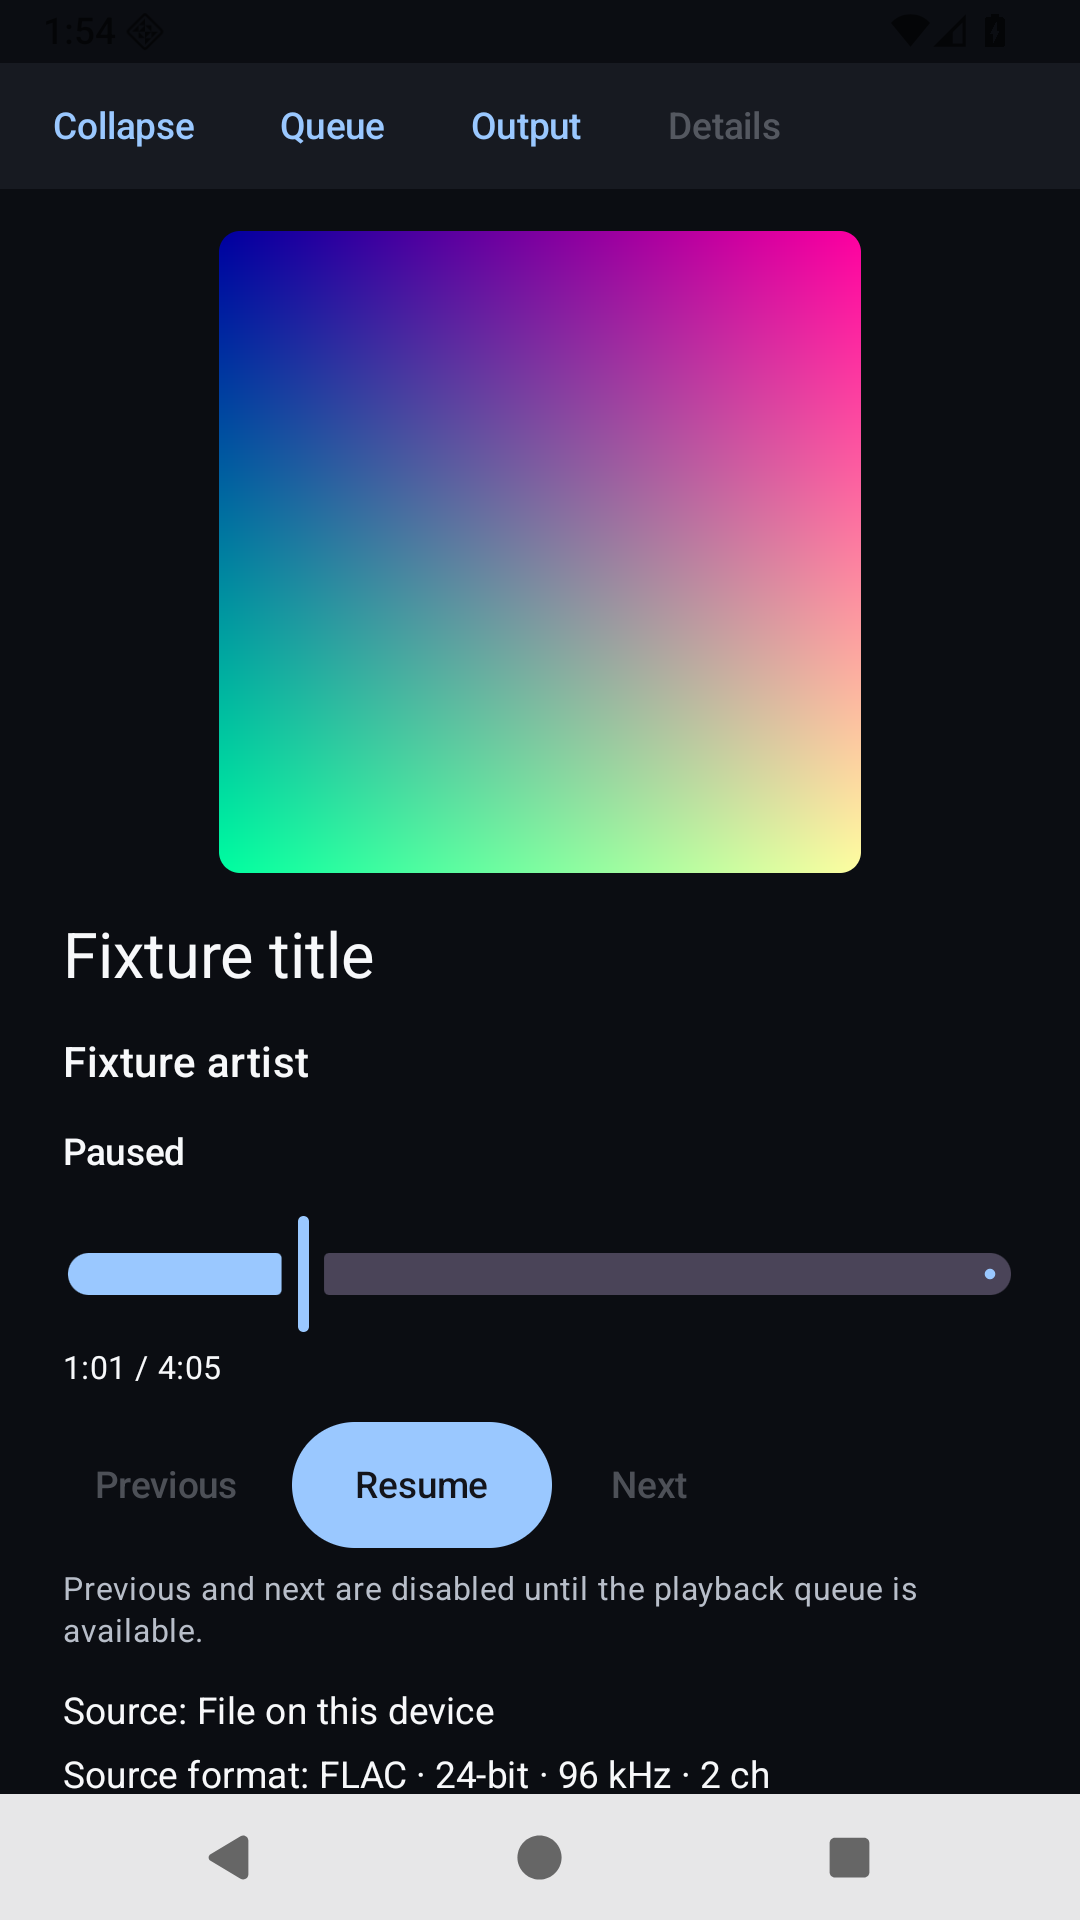 1:54
Collapse Queue Output Details
Fixture title
Fixture artist
Paused
1:01 / 4:05
Previous Resume Next
Previous and next are disabled until the playback queue is
available.
Source: File on this device
Source format: FLAC · 24-bit · 96 kHz · 2 ch